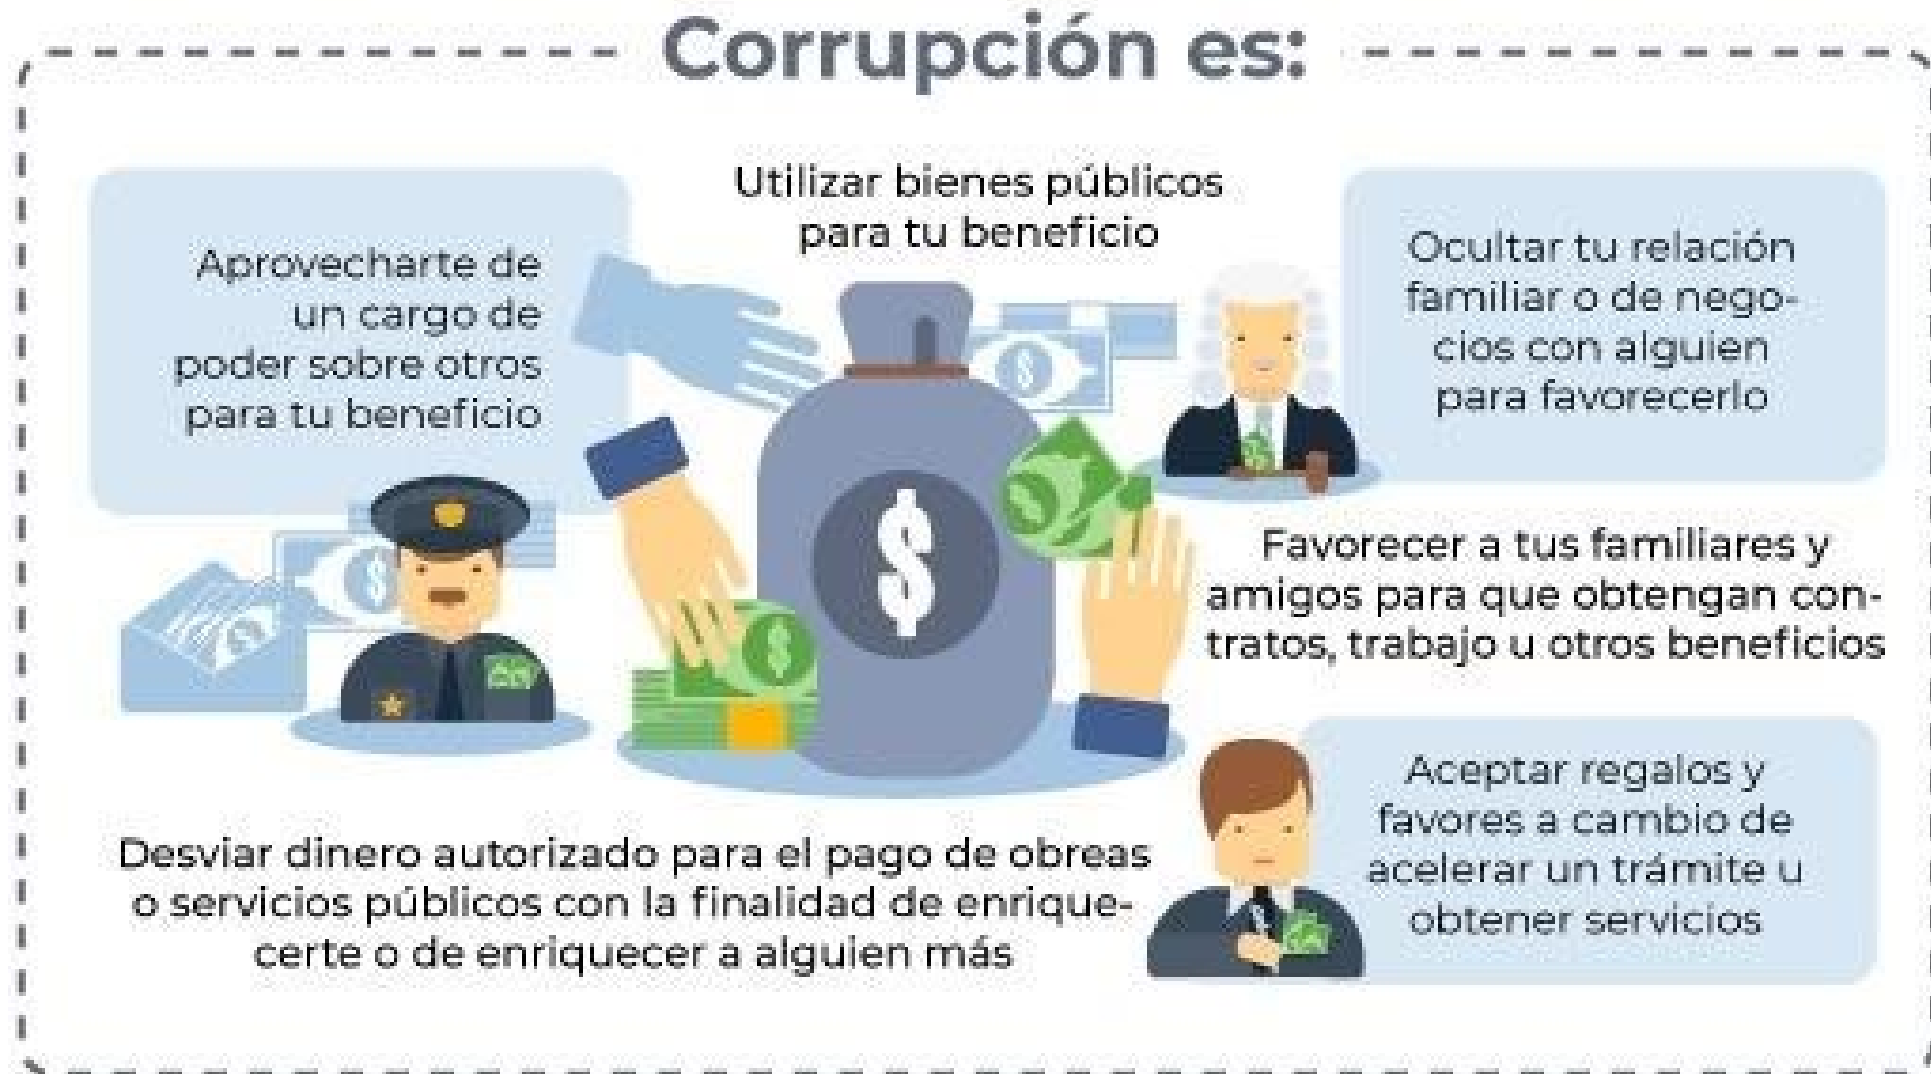 Corrupción es:
Aprovecharte de
un cargo de
poder sobre otros
para tu beneficio
Utilizar bienes públicos
para tu beneficio
Ocultar tu relación
familiar o de nego-
cios con alguien
para favorecerlo
Favorecer a tus familiares y
amigos para que obtengan con-
tratos, trabajo u otros beneficios
Desviar dinero autorizado para el pago de obreas
o servicios públicos con la finalidad de enrique-
certe o de enriquecer a alguien más
Aceptar regalos y
favores a cambio de
acelerar un trámite u
obtener servicios